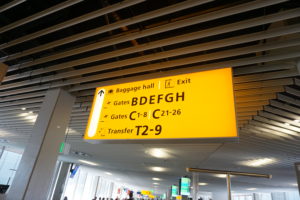 Baggage hall Exit
Gates BDEFGH
Gates C1-8 C21-26
Transfer T2-9